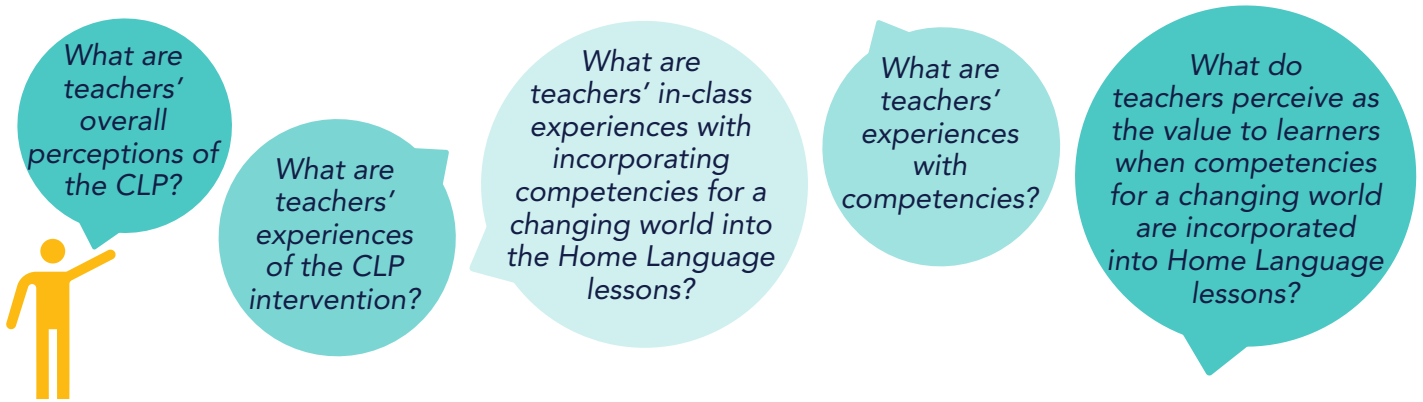 What are
teachers’
overall
perceptions of
the CLP?
What are
teachers’
experiences
of the CLP
intervention?
What are
teachers’ in-class
experiences with
incorporating
competencies for a
changing world into
the Home Language
lessons?
What are
teachers’
experiences
with
competencies?
What do
teachers perceive as
the value to learners
when competencies
for a changing world
are incorporated
into Home Language
lessons?